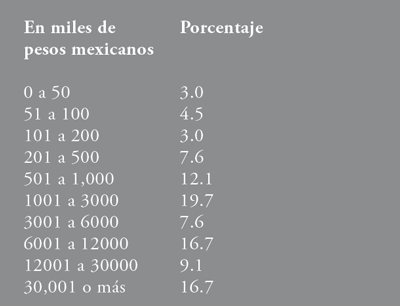 En miles de Porcentaje
pesos mexicanos
0 a 50 3.0
51 a 100 4.5
101 a 200 3.0
201 a 500 7.6
501 a 1,000 12.1
1001 a 3000 19.7
3001 a 6000 7.6
6001 a 12000 16.7
12001 a 30000 9.1
30,001 o más 16.7